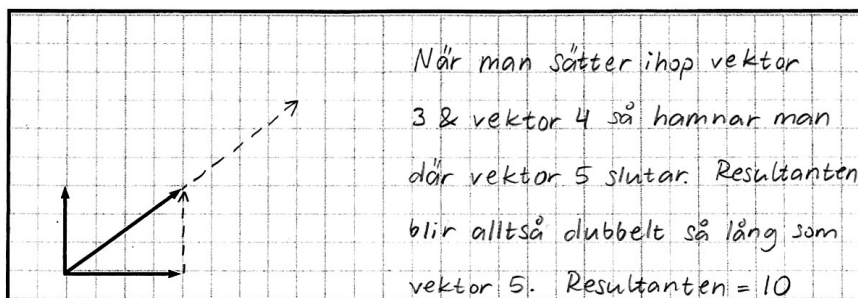 När man sätter ihop vektor
3 & vektor 4 så hamnar man
där vektor 5 slutar. Resultanten
blir alltså dubbelt så lång som
vektor 5. Resultanten = 10